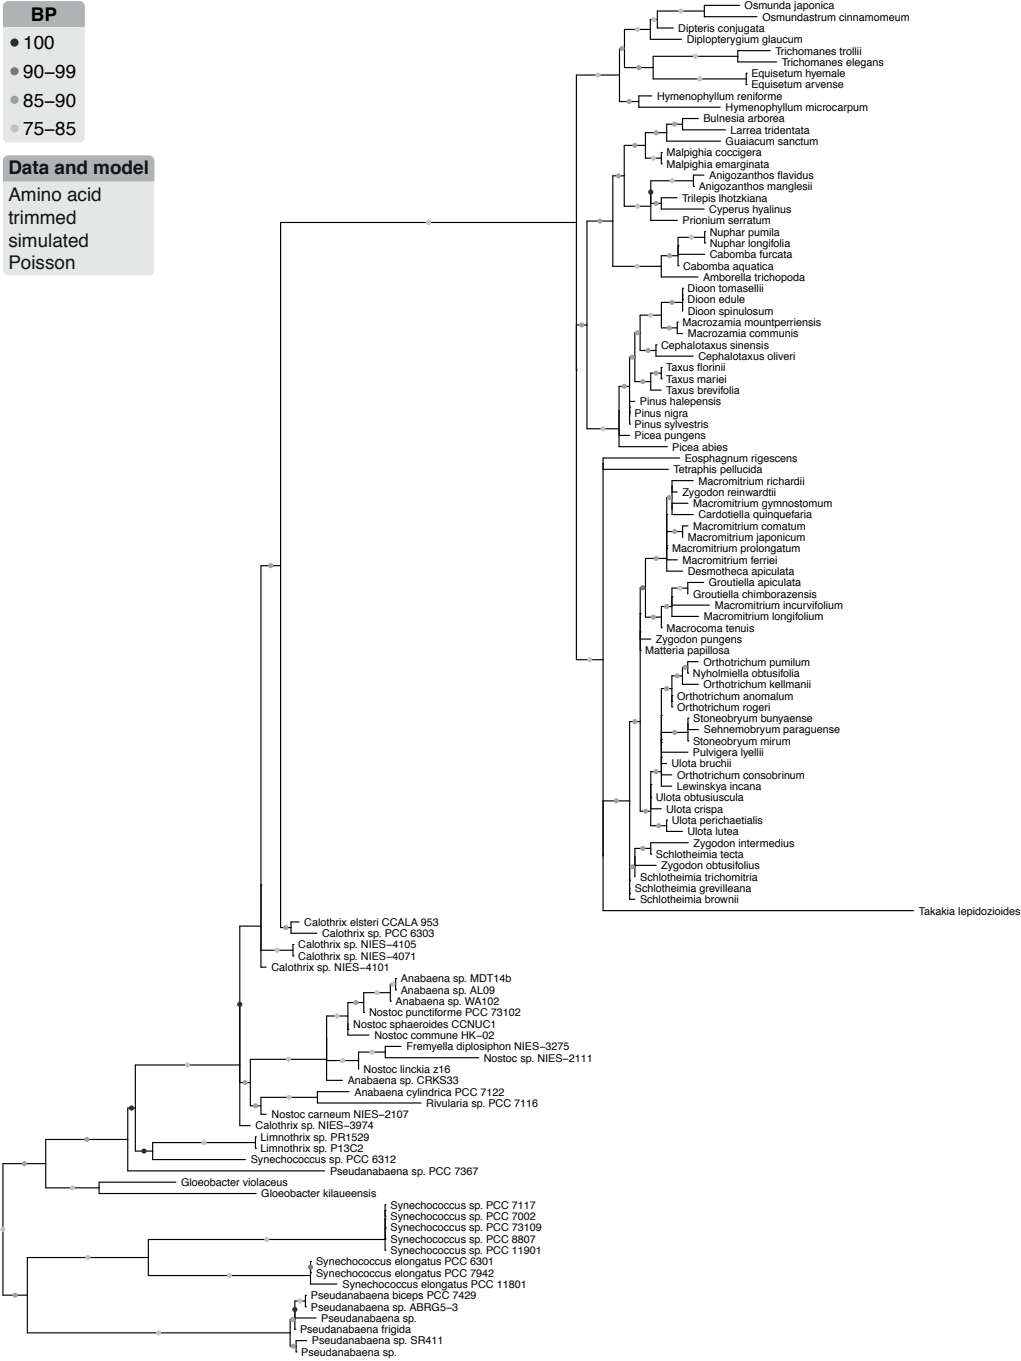 BP
100
90–99
85–90
75–85
Data and model
Amino acid
trimmed
simulated
Poisson
Osmunda japonica
Osmundastrum cinnamomeum
Dipteris conjugata
Diplopterygium glaucum
Trichomanes trollii
Trichomanes elegans
Equisetum hyemale
Equisetum arvense
Hymenophyllum reniforme
Hymenophyllum microcarpum
Bulnesia arborea
Larrea tridentata
Guaiacum sanctum
Malpighia coccigera
Malpighia emarginata
Anigozanthos flavidus
Anigozanthos manglesii
Trilepis lhotzkiana
Cyperus hyalinus
Prionium serratum
Nuphar pumila
Nuphar longifolia
Cabomba furcata
Cabomba aquatica
Amborella trichopoda
Dioon tomasellii
Dioon edule
Dioon spinulosum
Macrozamia mountperriensis
Macrozamia communis
Cephalotaxus sinensis
Cephalotaxus oliveri
Taxus florinii
Taxus mariei
Taxus brevifolia
Pinus halepensis
Pinus nigra
Pinus sylvestris
Picea pungens
Picea abies
Eosphagnum rigescens
Tetraphis pellucida
Macromitrium richardii
Zygodon reinwardtii
Macromitrium gymnostomum
Cardotiella quinquefaria
Macromitrium comatum
Macromitrium japonicum
Macromitrium prolongatum
Macromitrium ferriei
Desmotheca apiculata
Groutiella apiculata
Groutiella chimborazensis
Macromitrium incurvifolium
Macromitrium longifolium
Macrocoma tenuis
Zygodon pungens
Matteria papillosa
Orthotrichum pumilum
Nyholmiella obtusifolia
Orthotrichum kellmanii
Orthotrichum anomalum
Orthotrichum rogeri
Stoneobryum bunyaense
Sehnemobryum paraguense
Stoneobryum mirum
Pulvigera lyellii
Ulota bruchii
Orthotrichum consobrinum
Lewinskya incana
Ulota obtusiuscula
Ulota crispa
Ulota perichaetialis
Ulota lutea
Zygodon intermedius
Schlotheimia tecta
Zygodon obtusifolius
Schlotheimia trichomitria
Schlotheimia grevilleana
Schlotheimia brownii
Takakia lepidozioides
Calothrix elsteri CCALA 953
Calothrix sp. PCC 6303
Calothrix sp. NIES−4105
Calothrix sp. NIES−4071
Calothrix sp. NIES−4101
Anabaena sp. MDT14b
Anabaena sp. AL09
Anabaena sp. WA102
Nostoc punctiforme PCC 73102
Nostoc sphaeroides CCNUC1
Nostoc commune HK−02
Fremyella diplosiphon NIES−3275
Nostoc sp. NIES−2111
Nostoc linckia z16
Anabaena sp. CRKS33
Anabaena cylindrica PCC 7122
Rivularia sp. PCC 7116
Nostoc carneum NIES−2107
Calothrix sp. NIES−3974
Limnothrix sp. PR1529
Limnothrix sp. P13C2
Synechococcus sp. PCC 6312
Pseudanabaena sp. PCC 7367
Gloeobacter violaceus
Gloeobacter kilaueensis
Synechococcus sp. PCC 7117
Synechococcus sp. PCC 7002
Synechococcus sp. PCC 73109
Synechococcus sp. PCC 8807
Synechococcus sp. PCC 11901
Synechococcus elongatus PCC 6301
Synechococcus elongatus PCC 7942
Synechococcus elongatus PCC 11801
Pseudanabaena biceps PCC 7429
Pseudanabaena sp. ABRG5−3
Pseudanabaena sp.
Pseudanabaena frigida
Pseudanabaena sp. SR411
Pseudanabaena sp.